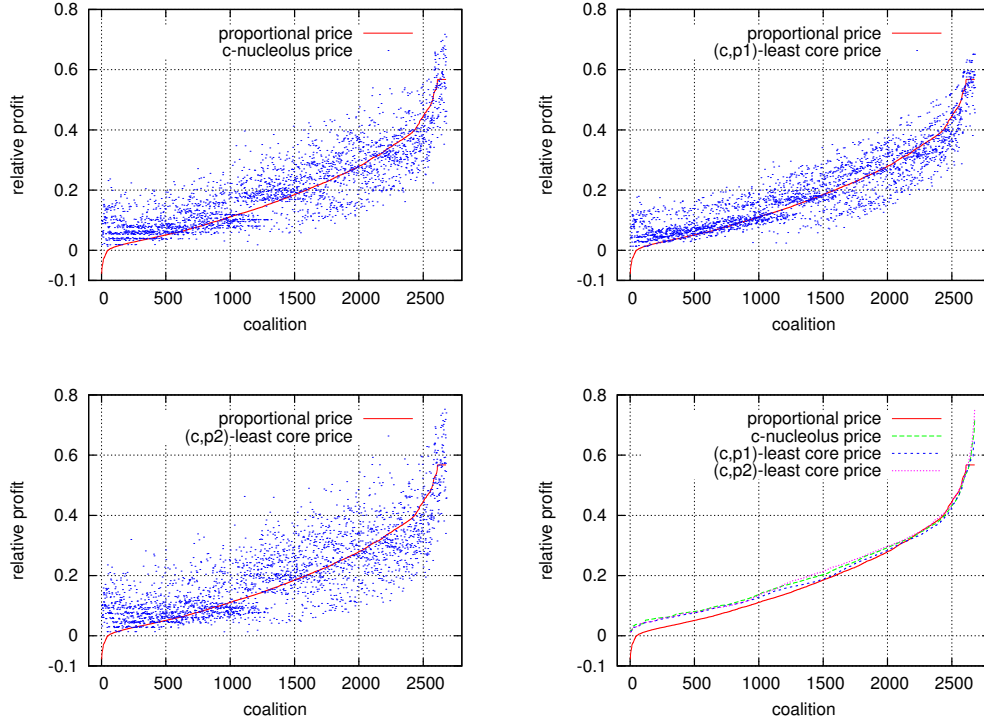 0.8
0.6
0.4
0.2
0
-0.1
relative profit
proportional price
c-nucleolus price
0 500 1000 1500 2000 2500
coalition
0.8
0.6
0.4
0.2
0
-0.1
relative profit
proportional price
(c,p1)-least core price
0 500 1000 1500 2000 2500
coalition
0.8
0.6
0.4
0.2
0
-0.1
relative profit
proportional price
(c,p2)-least core price
0 500 1000 1500 2000 2500
coalition
0.8
0.6
0.4
0.2
0
-0.1
relative profit
proportional price
c-nucleolus price
(c,p1)-least core price
(c,p2)-least core price
0 500 1000 1500 2000 2500
coalition